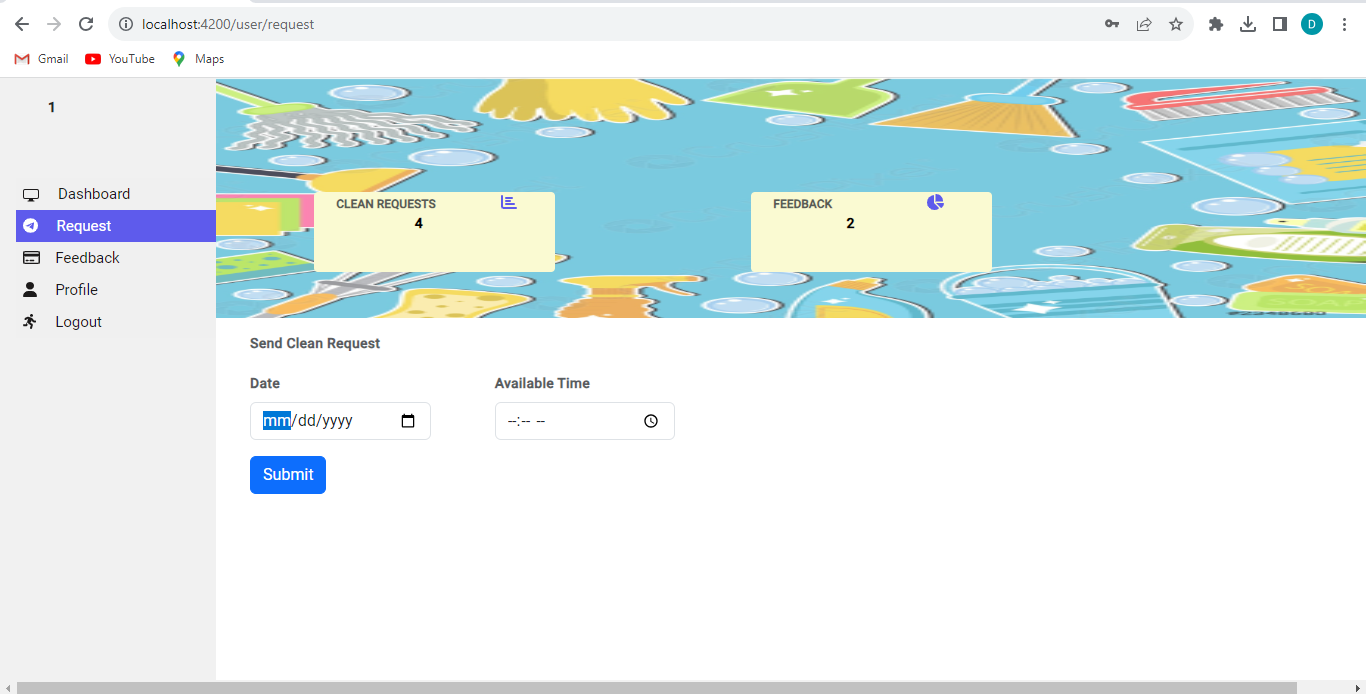 localhost:4200/user/request
D
Gmail
YouTube
Maps
1
Dashboard
Request
Feedback
Profile
Logout
CLEAN REQUESTS
4
FEEDBACK
2
Send Clean Request
Date
Available Time
mm/dd/yyyy
--:-- --
Submit